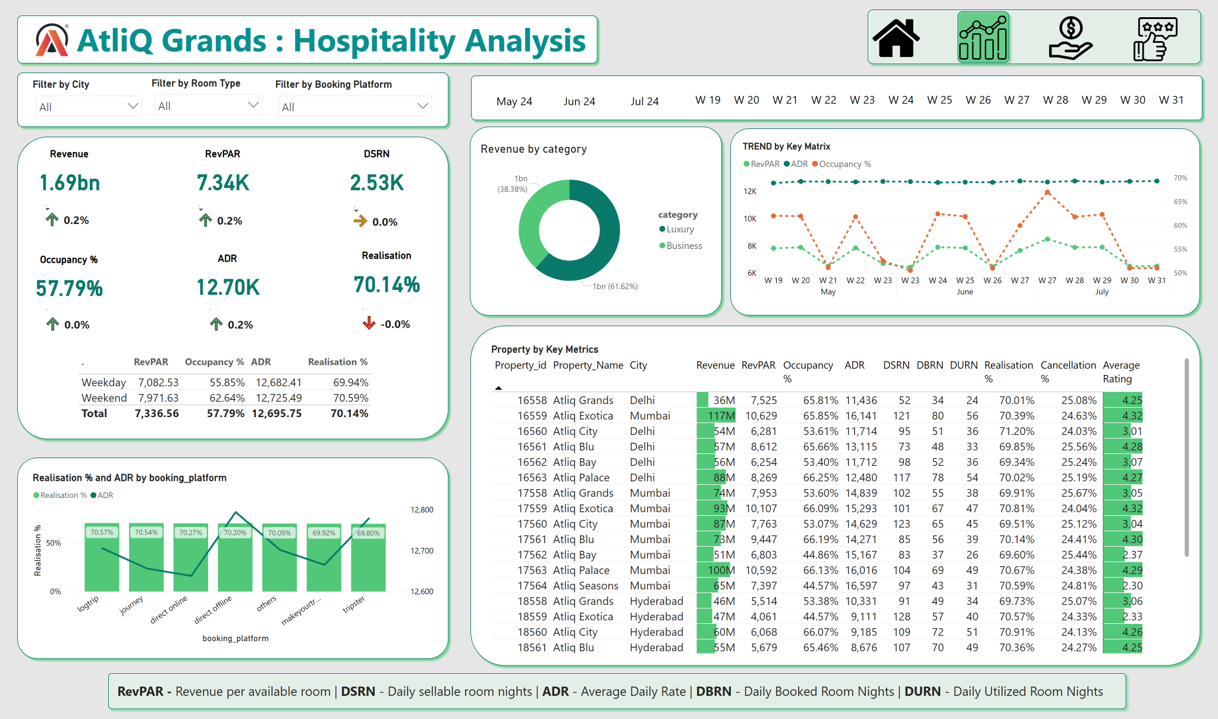 AtliQ Grands : Hospitality Analysis
Filter by City
All
Filter by Room Type
All
Filter by Booking Platform
All
May 24 Jun 24 Jul 24 W 19 W 20 W 21 W 22 W 23 W 24 W 25 W 26 W 27 W 28 W 29 W 30 W 31
Revenue RevPAR DSRN
1.69bn 7.34K 2.53K
0.2% 0.2% 0.0%
Occupancy % ADR Realisation
57.79% 12.70K 70.14%
0.0% 0.2% -0.0%
. RevPAR Occupancy % ADR Realisation %
Weekday 7,082.53 55.85% 12,682.41 69.94%
Weekend 7,971.63 62.64% 12,725.49 70.59%
Total 7,336.56 57.79% 12,695.75 70.14%
Revenue by category
1bn
(38.38%)
1bn (61.62%)
category
Luxury
Business
TREND by Key Matrix
RevPAR ADR Occupancy %
12K
10K
8K
6K
70%
65%
60%
55%
50%
W 19 W 20 W 21 W 22 W 23 W 23 W 24 W 25 W 26 W 27 W 28 W 29 W 30 W 31
May June July
Realisation % and ADR by booking_platform
Realisation % ADR
Realisation %
50%
0%
70.57% 70.54% 70.27% 70.20% 70.09% 69.92% 69.80%
12,800
12,700
12,600
logtrip journey direct online direct offline others makeyourtr... tripster
booking_platform
Property by Key Metrics
Property_id Property_Name City Revenue RevPAR Occupancy % ADR DSRN DBRN DURN Realisation % Cancellation % Average Rating
16558 Atliq Grands Delhi 36M 7,525 65.81% 11,436 52 34 24 70.01% 25.08% 4.25
16559 Atliq Exotica Mumbai 117M 10,629 65.85% 16,141 121 80 56 70.39% 24.63% 4.32
16560 Atliq City Delhi 54M 6,281 53.61% 11,714 95 51 36 71.20% 24.03% 3.01
16561 Atliq Blu Delhi 57M 8,612 65.66% 13,115 73 48 33 69.85% 25.56% 4.28
16562 Atliq Bay Delhi 56M 6,254 53.40% 11,712 98 52 36 69.34% 25.24% 3.07
16563 Atliq Palace Delhi 88M 8,269 66.25% 12,480 117 78 54 70.02% 25.19% 4.27
17558 Atliq Grands Mumbai 74M 7,953 53.60% 14,839 102 55 38 69.91% 25.67% 3.05
17559 Atliq Exotica Mumbai 93M 10,107 66.09% 15,293 101 67 47 70.81% 24.04% 4.32
17560 Atliq City Mumbai 87M 7,763 53.07% 14,629 123 65 45 69.51% 25.12% 3.04
17561 Atliq Blu Mumbai 73M 9,447 66.19% 14,271 85 56 39 70.14% 24.41% 4.30
17562 Atliq Bay Mumbai 51M 6,803 44.86% 15,167 83 37 26 69.60% 25.44% 2.37
17563 Atliq Palace Mumbai 100M 10,592 66.13% 16,016 104 69 49 70.67% 24.38% 4.29
17564 Atliq Seasons Mumbai 65M 7,397 44.57% 16,597 97 43 31 70.59% 24.81% 2.30
18558 Atliq Grands Hyderabad 46M 5,514 53.38% 10,331 91 49 34 69.73% 25.07% 3.06
18559 Atliq Exotica Hyderabad 47M 4,061 44.57% 9,111 128 57 40 70.57% 24.33% 2.33
18560 Atliq City Hyderabad 60M 6,068 66.07% 9,185 109 72 51 70.91% 24.13% 4.26
18561 Atliq Blu Hyderabad 55M 5,679 65.46% 8,676 107 70 49 70.36% 24.27% 4.25
RevPAR - Revenue per available room | DSRN - Daily sellable room nights | ADR - Average Daily Rate | DBRN - Daily Booked Room Nights | DURN - Daily Utilized Room Nights